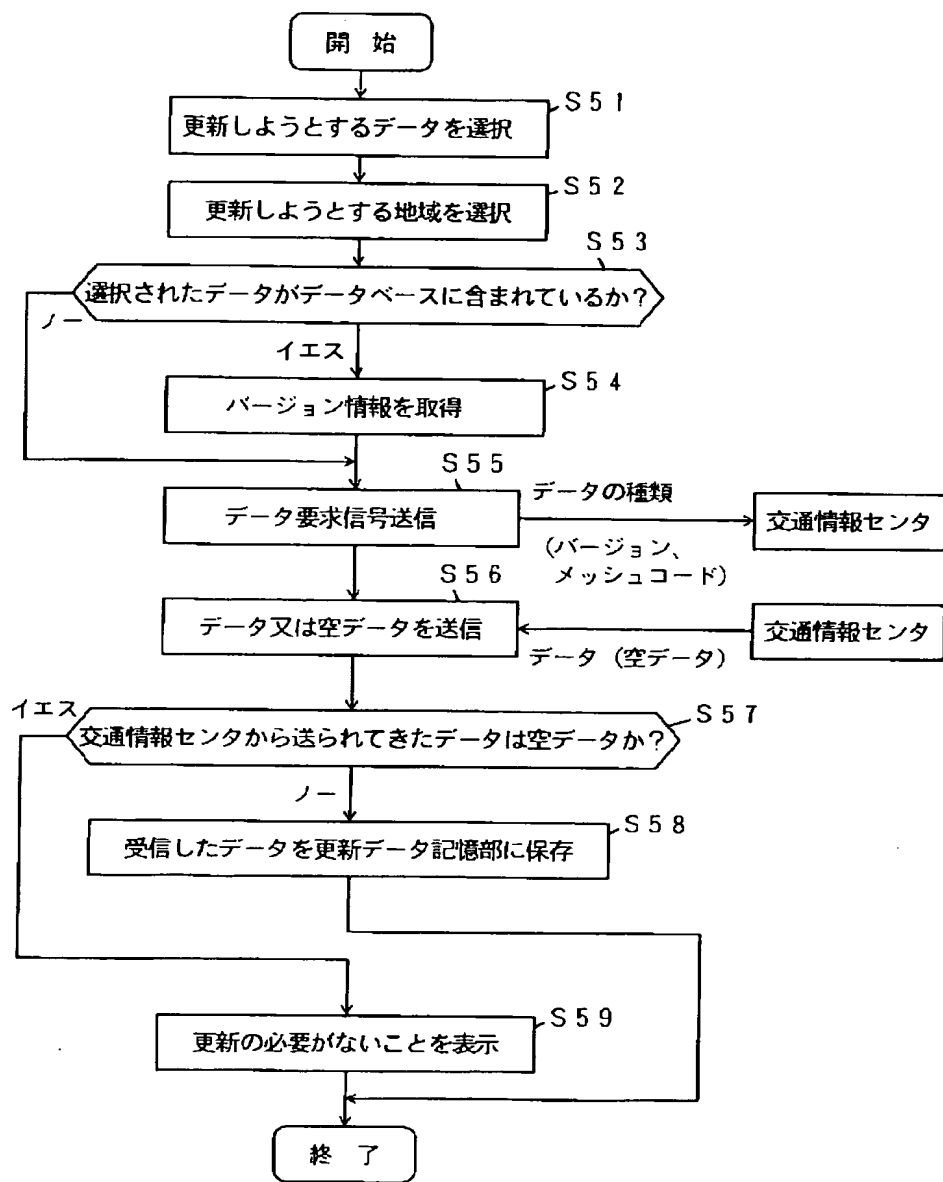 開 始
S51
更新しようとするデータを選択
S52
更新しようとする地域を選択
S53
選択されたデータがデータベースに含まれているか？
ノー
イエス
S54
バージョン情報を取得
S55
データ要求信号送信
データの種類
(バージョン、
メッシュコード)
交通情報センタ
S56
データ又は空データを送信
データ (空データ)
交通情報センタ
イエス
S57
交通情報センタから送られてきたデータは空データか？
ノー
S58
受信したデータを更新データ記憶部に保存
S59
更新の必要がないことを表示
終 了